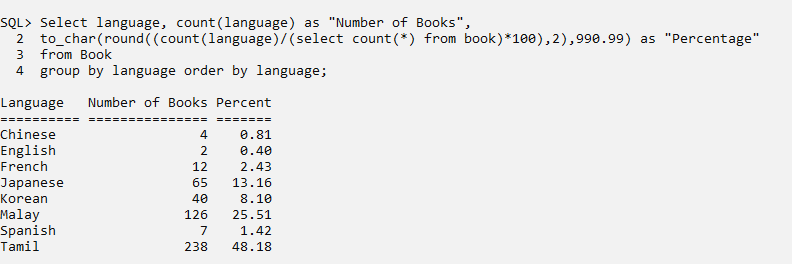 SQL> Select language, count(language) as "Number of Books",
  2  to_char(round((count(language)/(select count(*) from book)*100),2),990.99) as "Percentage"
  3  from Book
  4  group by language order by language;
Language   Number of Books Percent
========== =============== =======
Chinese                  4    0.81
English                  2    0.40
French                  12    2.43
Japanese                65   13.16
Korean                  40    8.10
Malay                  126   25.51
Spanish                  7    1.42
Tamil                  238   48.18